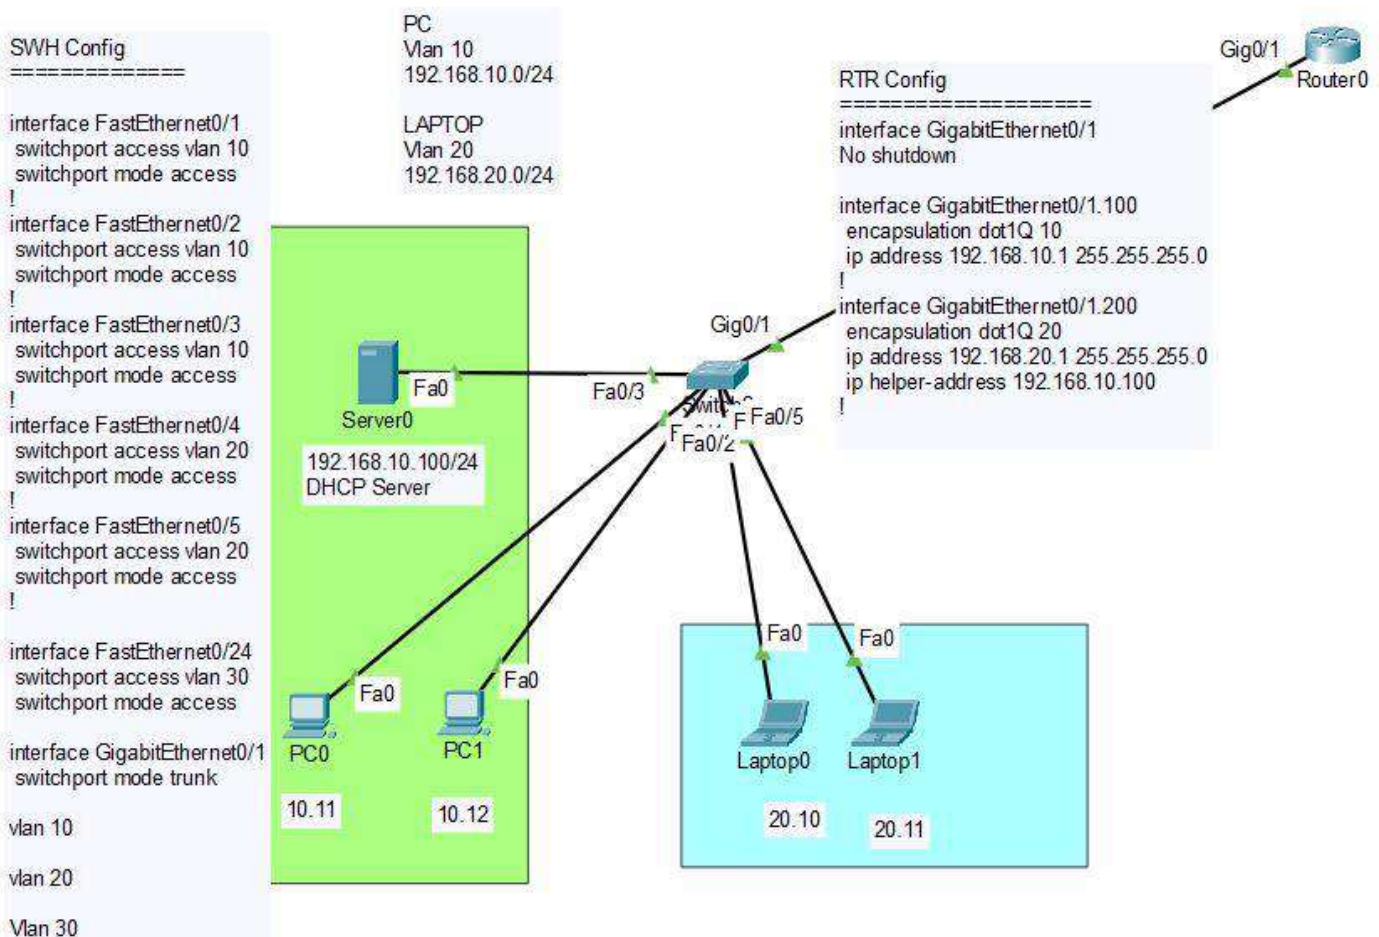 SWH Config
==============
interface FastEthernet0/1
switchport access vlan 10
switchport mode access
!
interface FastEthernet0/2
switchport access vlan 10
switchport mode access
!
interface FastEthernet0/3
switchport access vlan 10
switchport mode access
!
interface FastEthernet0/4
switchport access vlan 20
switchport mode access
!
interface FastEthernet0/5
switchport access vlan 20
switchport mode access
!
interface FastEthernet0/24
switchport access vlan 30
switchport mode access
interface GigabitEthernet0/1
switchport mode trunk
vlan 10
vlan 20
Vlan 30
PC
Vlan 10
192.168.10.0/24
LAPTOP
Vlan 20
192.168.20.0/24
RTR Config
====================
interface GigabitEthernet0/1
No shutdown
interface GigabitEthernet0/1.100
encapsulation dot1Q 10
ip address 192.168.10.1 255.255.255.0
!
interface GigabitEthernet0/1.200
encapsulation dot1Q 20
ip address 192.168.20.1 255.255.255.0
ip helper-address 192.168.10.100
!
Gig0/1
Router0
Gig0/1
Fa0
Fa0/3
Server0
192.168.10.100/24
DHCP Server
Fa0/2
Fa0/5
Fa0
Fa0
PC0
PC1
10.11
10.12
Fa0
Fa0
Laptop0
Laptop1
20.10
20.11